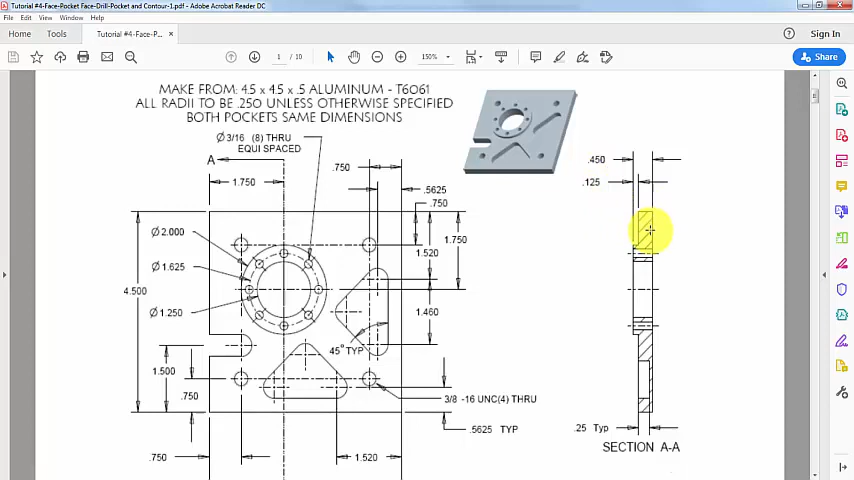 Tutorial #4-Face-Pocket Face-Drill-Pocket and Contour-1.pdf - Adobe Acrobat Reader DC
File Edit View Window Help
Home Tools Tutorial #4-Face-P... × Sign In
1 / 10 150% Share
MAKE FROM: 4.5 x 4.5 x .5 ALUMINUM - T6061
ALL RADII TO BE .250 UNLESS OTHERWISE SPECIFIED
BOTH POCKETS SAME DIMENSIONS
Ø 3/16 (8) THRU
EQUI SPACED
A
.750
.450
.125
1.750
.5625
.750
Ø 2.000
1.750
1.520
Ø 1.625
4.500
Ø 1.250
1.460
45° TYP
1.500
.750
3/8 -16 UNC(4) THRU
.5625 TYP
.25 Typ
SECTION A-A
.750
1.520